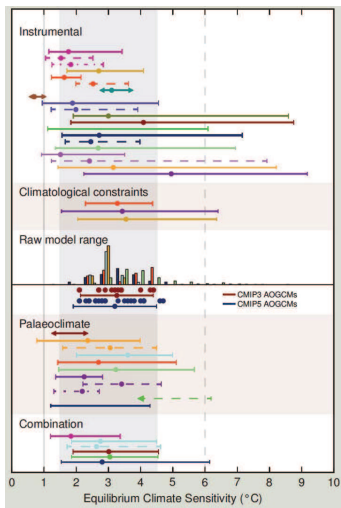 Instrumental
Climatological constraints
Raw model range
CMIP3 AOGCMs
CMIP5 AOGCMs
Palaeoclimate
Combination
0 1 2 3 4 5 6 7 8 9 10
Equilibrium Climate Sensitivity (°C)